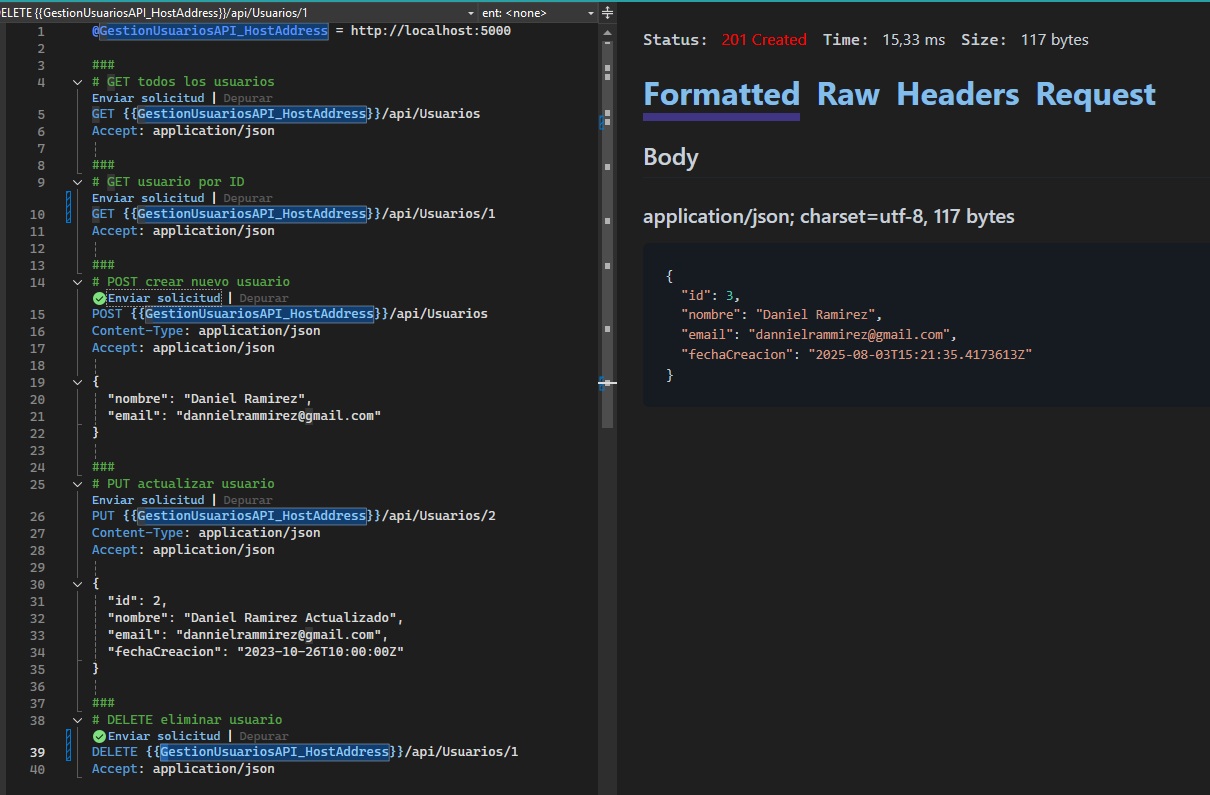 DELETE {{GestionUsuariosAPI_HostAddress}}/api/Usuarios/1
ent: <none>
1 @GestionUsuariosAPI_HostAddress = http://localhost:5000
2
3 ###
4 # GET todos los usuarios
Enviar solicitud | Depurar
5 GET {{GestionUsuariosAPI_HostAddress}}/api/Usuarios
6 Accept: application/json
7
8 ###
9 # GET usuario por ID
Enviar solicitud | Depurar
10 GET {{GestionUsuariosAPI_HostAddress}}/api/Usuarios/1
11 Accept: application/json
12
13 ###
14 # POST crear nuevo usuario
Enviar solicitud | Depurar
15 POST {{GestionUsuariosAPI_HostAddress}}/api/Usuarios
16 Content-Type: application/json
17 Accept: application/json
18
19 {
20 "nombre": "Daniel Ramirez",
21 "email": "dannielrammirez@gmail.com"
22 }
23
24 ###
25 # PUT actualizar usuario
Enviar solicitud | Depurar
26 PUT {{GestionUsuariosAPI_HostAddress}}/api/Usuarios/2
27 Content-Type: application/json
28 Accept: application/json
29
30 {
31 "id": 2,
32 "nombre": "Daniel Ramirez Actualizado",
33 "email": "dannielrammirez@gmail.com",
34 "fechaCreacion": "2023-10-26T10:00:00Z"
35 }
36
37 ###
38 # DELETE eliminar usuario
Enviar solicitud | Depurar
39 DELETE {{GestionUsuariosAPI_HostAddress}}/api/Usuarios/1
40 Accept: application/json
Status: 201 Created Time: 15,33 ms Size: 117 bytes
Formatted Raw Headers Request
Body
application/json; charset=utf-8, 117 bytes
{
"id": 3,
"nombre": "Daniel Ramirez",
"email": "dannielrammirez@gmail.com",
"fechaCreacion": "2025-08-03T15:21:35.4173613Z"
}